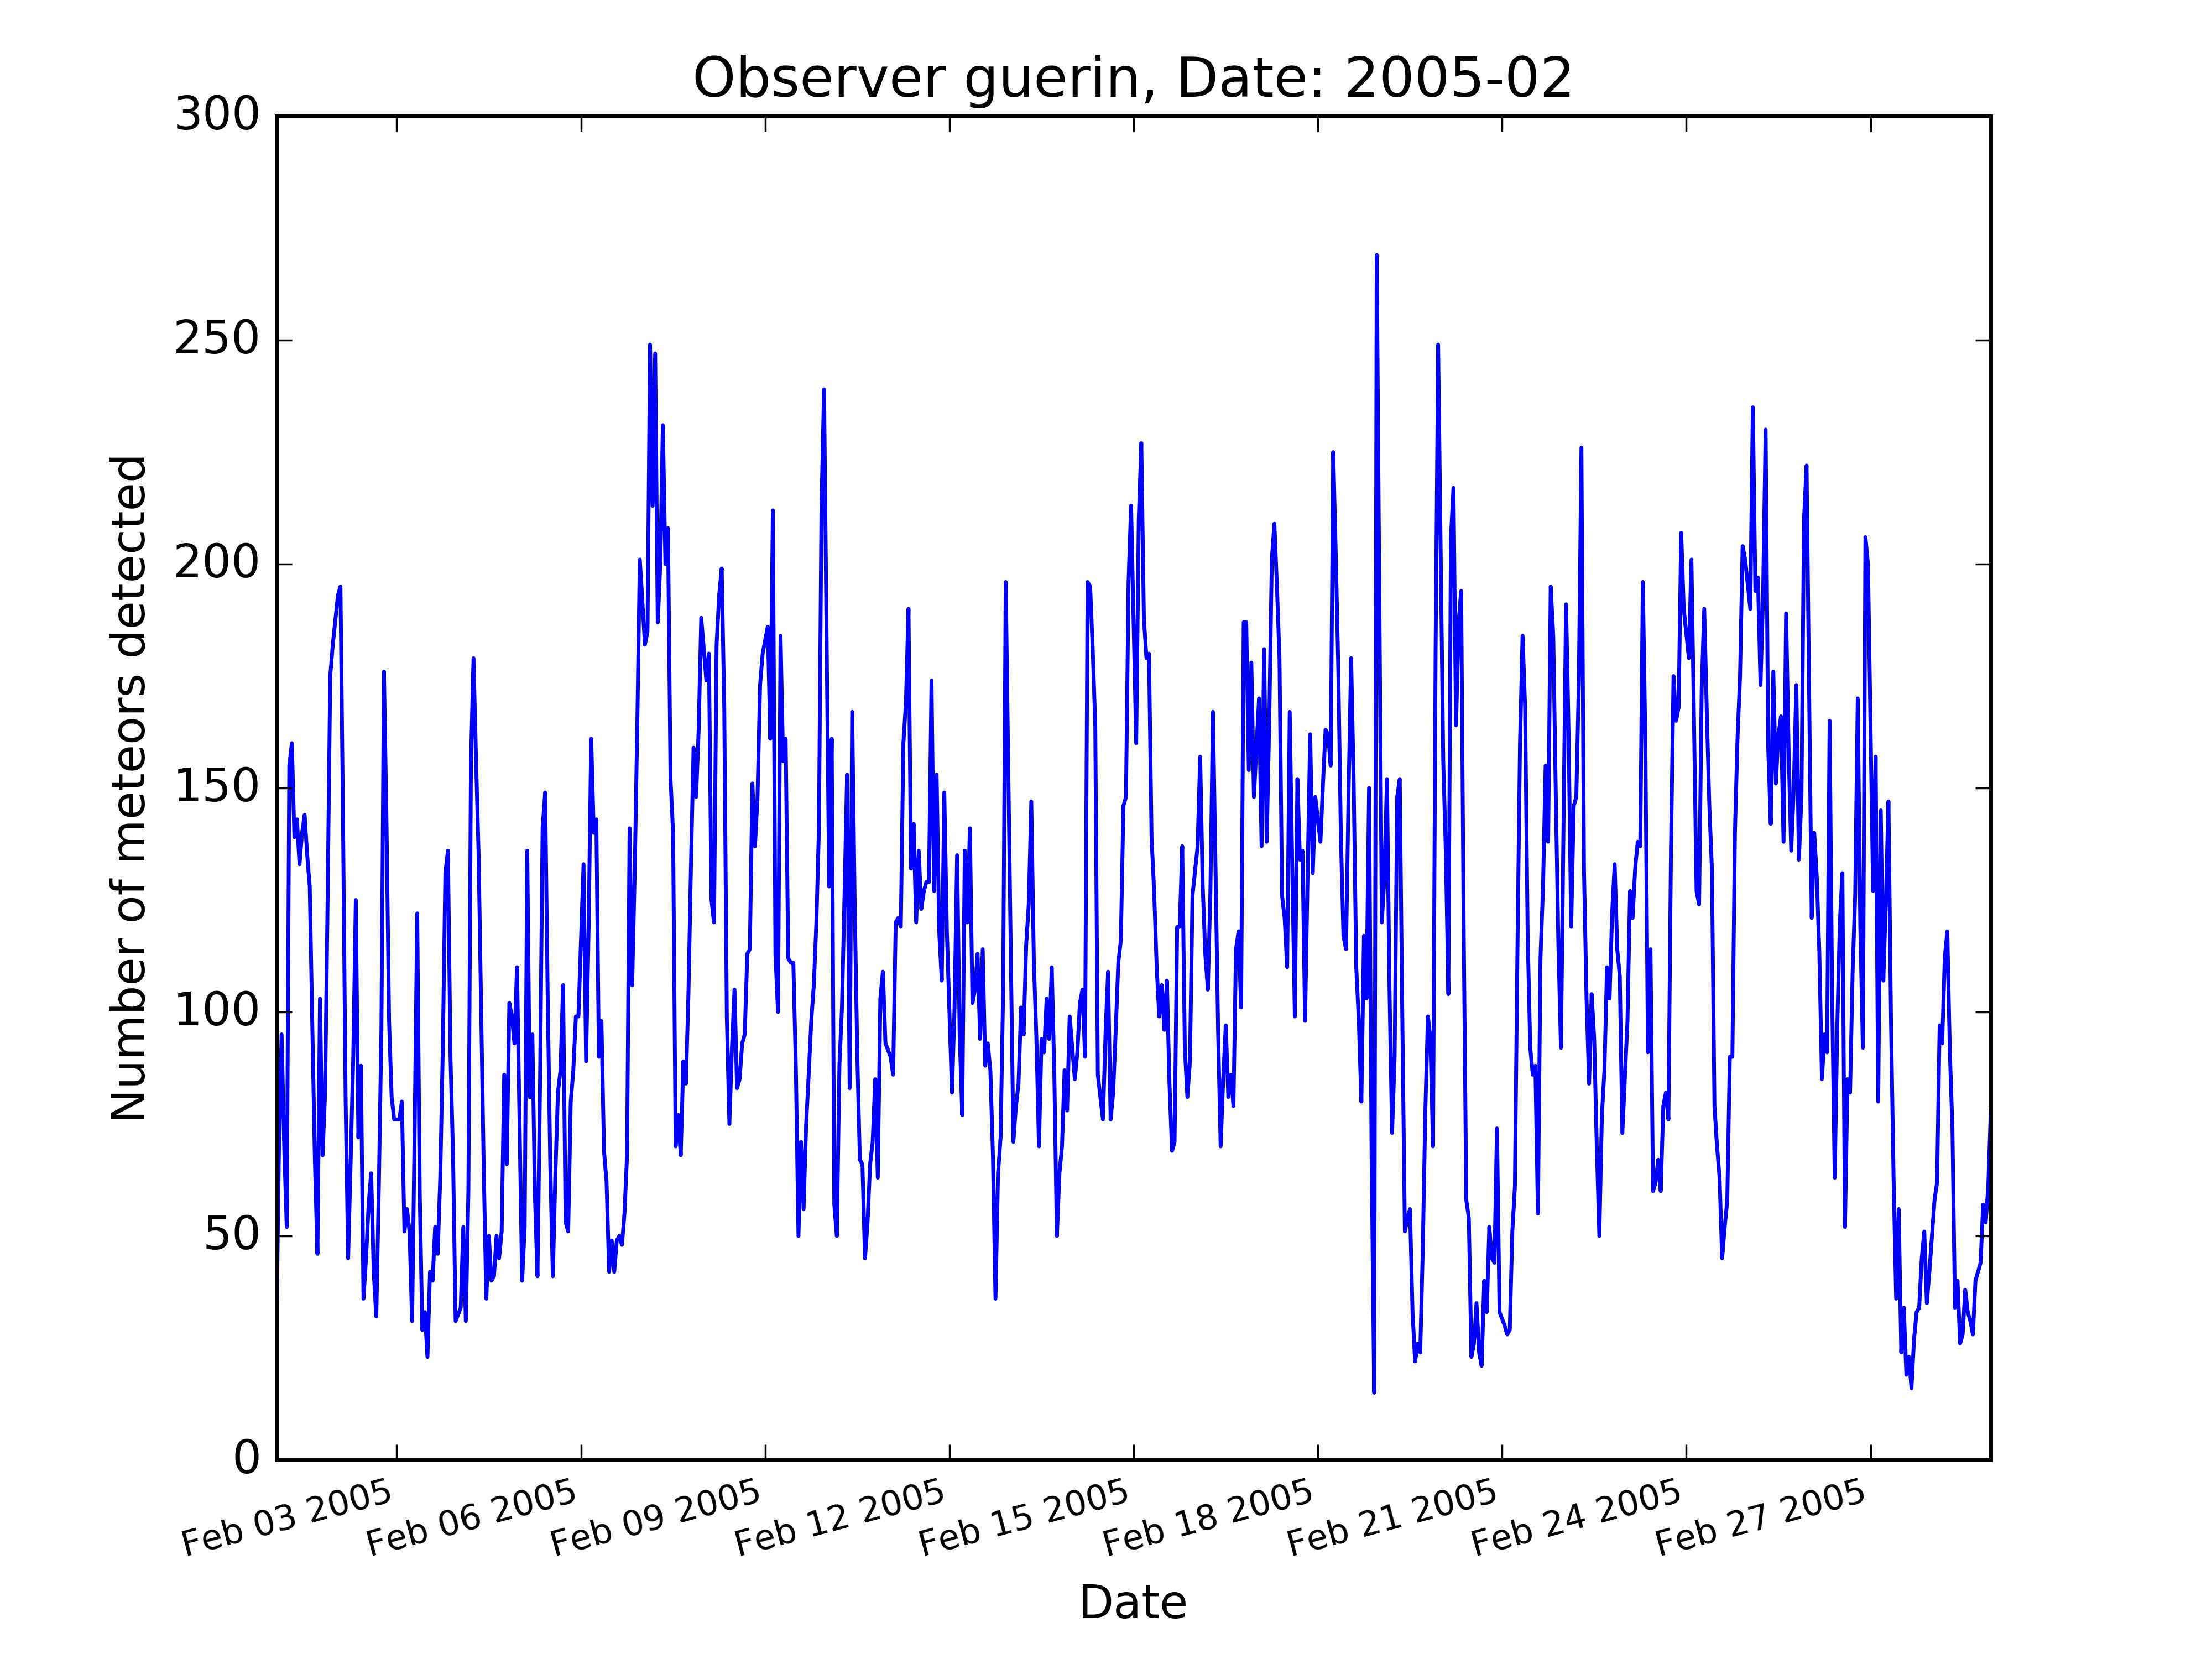 Observer guerin, Date: 2005-02
300
250
200
150
100
50
0
Number of meteors detected
Feb 03 2005
Feb 06 2005
Feb 09 2005
Feb 12 2005
Feb 15 2005
Feb 18 2005
Feb 21 2005
Feb 24 2005
Feb 27 2005
Date